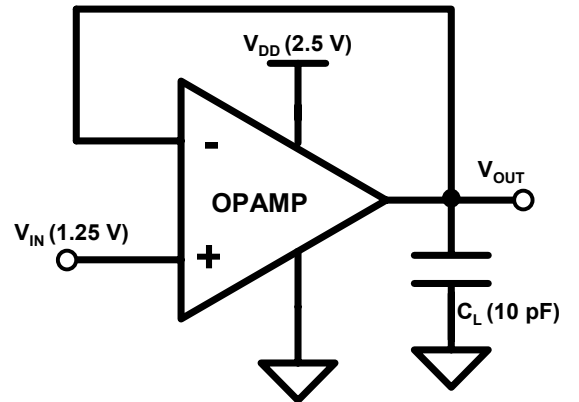 V_DD (2.5 V)
-
OPAMP
V_OUT
V_IN (1.25 V)
+
C_L (10 pF)